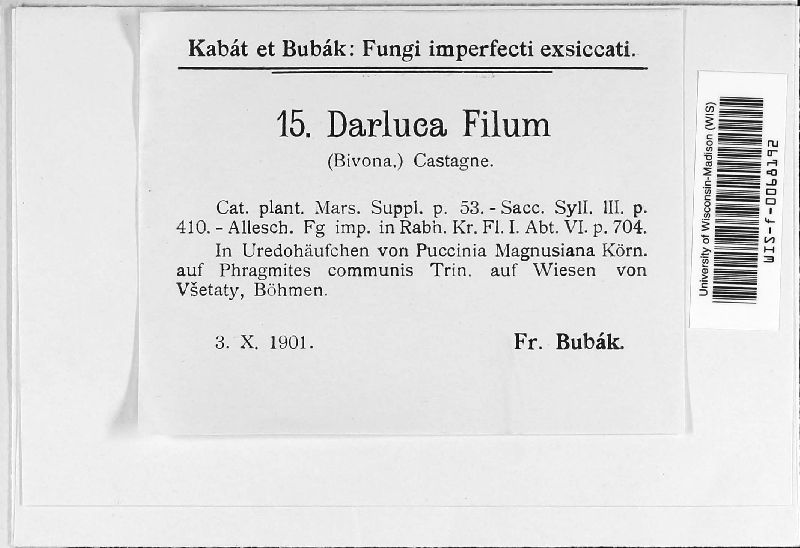 Kabát et Bubák: Fungi imperfecti exsiccati.
15. Darluca Filum
(Bivona.) Castagne.
Cat. plant. Mars. Suppl. p. 53. - Sacc. Syll. III. p.
410. - Allesch. Fg imp. in Rabh. Kr. Fl. I. Abt. VI. p. 704.
In Uredohäufchen von Puccinia Magnusiana Körn.
auf Phragmites communis Trin. auf Wiesen von
Všetaty, Böhmen.
3. X. 1901.
Fr. Bubák.
University of Wisconsin-Madison (WIS)
WIS-f-0068192